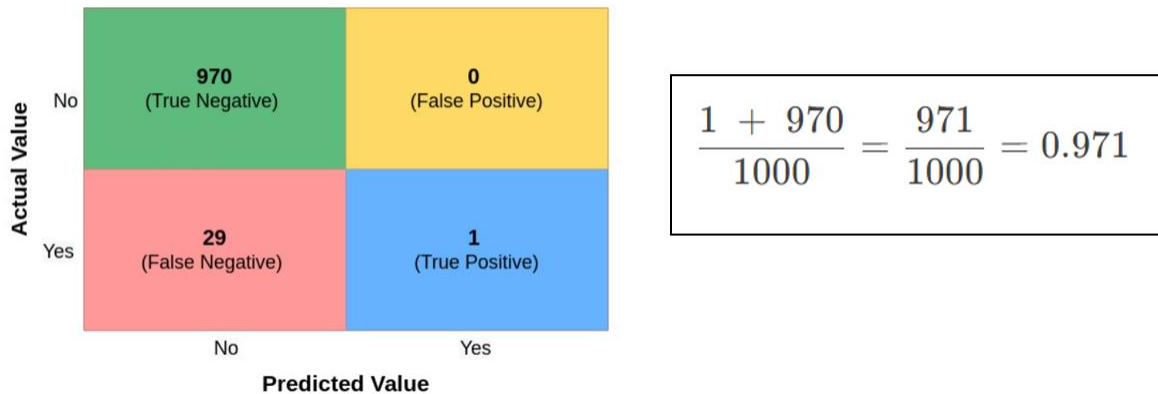 Actual Value
No
970
(True Negative)
0
(False Positive)
Yes
29
(False Negative)
1
(True Positive)
No
Yes
Predicted Value
1 + 970
1000
=
971
1000
= 0.971